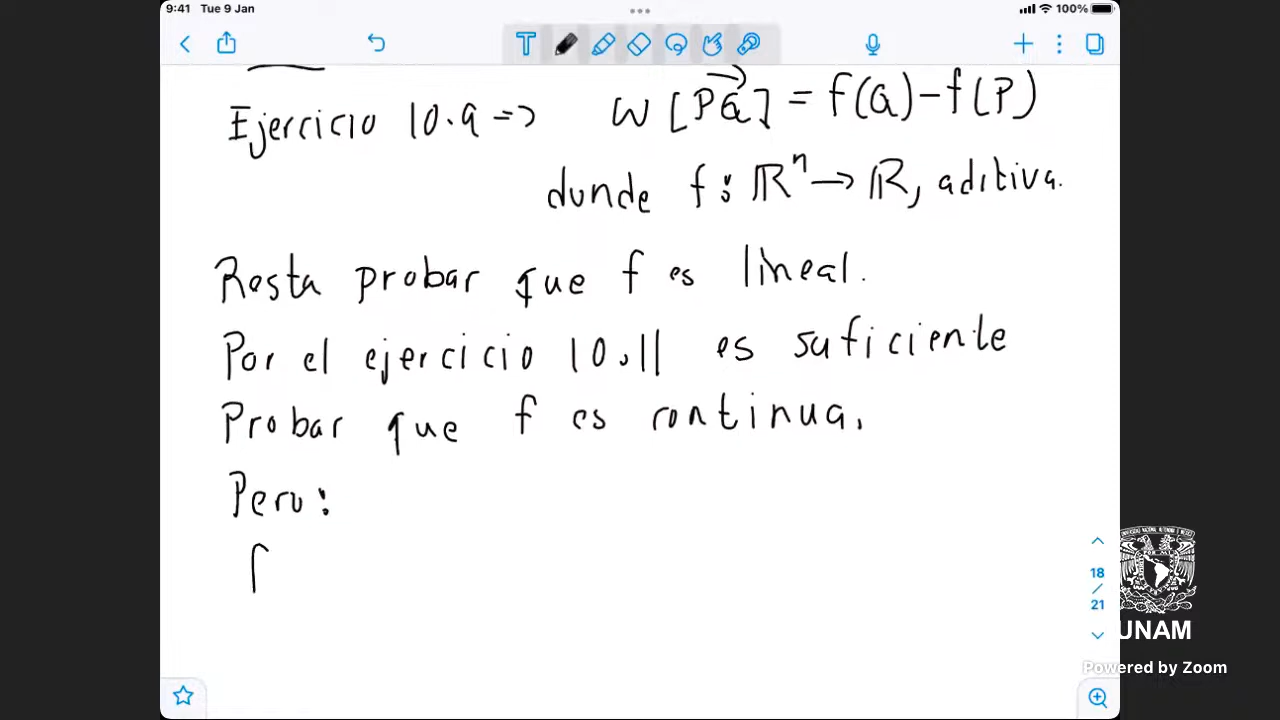 9:41 Tue 9 Jan 100%
Ejercicio 10.9 => W[PQ] = f(Q) - f(P)
dunde f: ℝⁿ → ℝ, aditiva.
Resta probar que f es lineal.
Por el ejercicio 10.11 es suficiente
Probar que f es continua.
Pero:
18
/
21
UNAM
Powered by Zoom